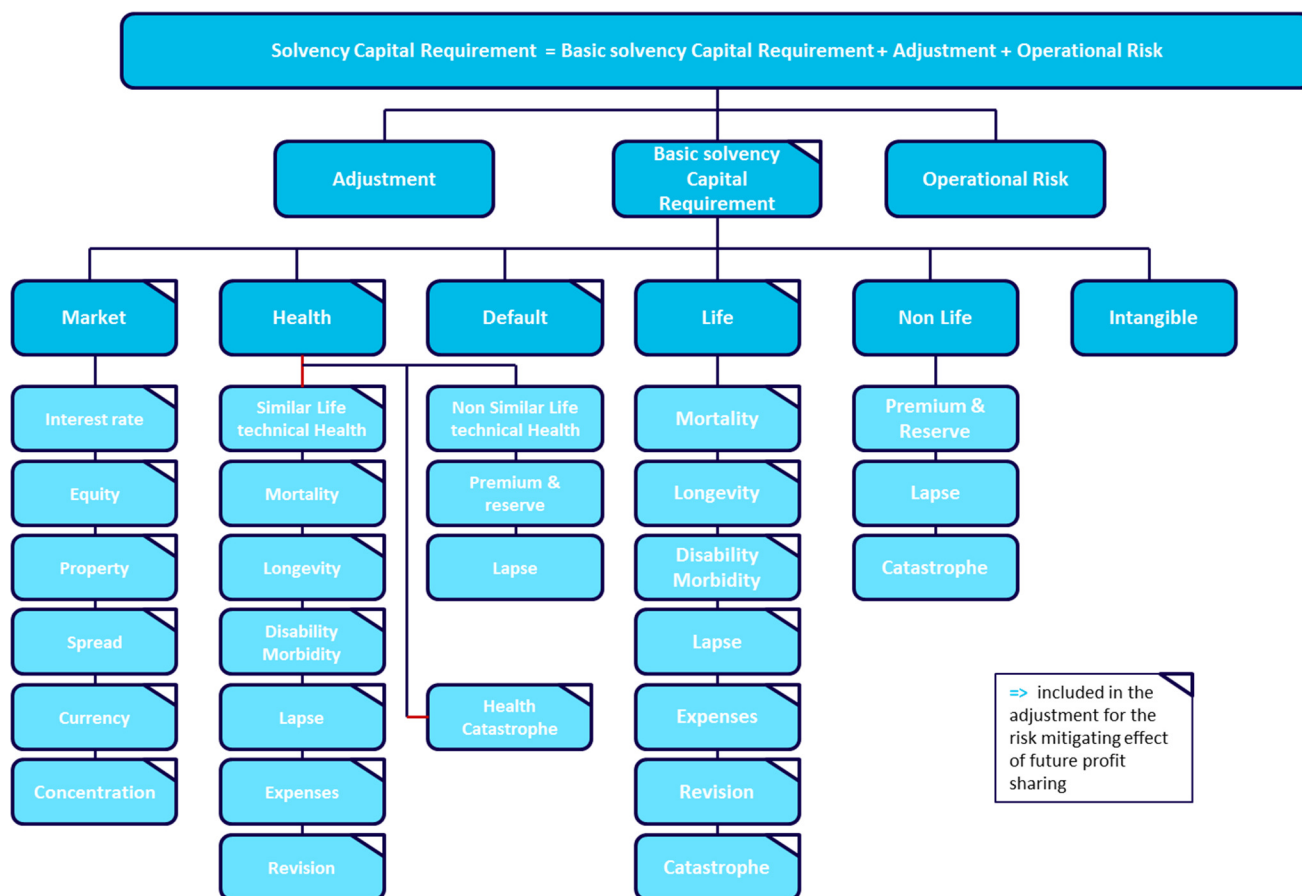 Solvency Capital Requirement = Basic solvency Capital Requirement + Adjustment + Operational Risk
Adjustment
Basic solvency
Capital
Requirement
Operational Risk
Market
Health
Default
Life
Non Life
Intangible
Interest rate
Equity
Property
Spread
Currency
Concentration
Similar Life
technical Health
Mortality
Longevity
Disability
Morbidity
Lapse
Expenses
Revision
Non Similar Life
technical Health
Premium &
reserve
Lapse
Health
Catastrophe
Mortality
Longevity
Disability
Morbidity
Lapse
Expenses
Revision
Catastrophe
Premium &
Reserve
Lapse
Catastrophe
=> included in the
adjustment for the
risk mitigating effect
of future profit
sharing